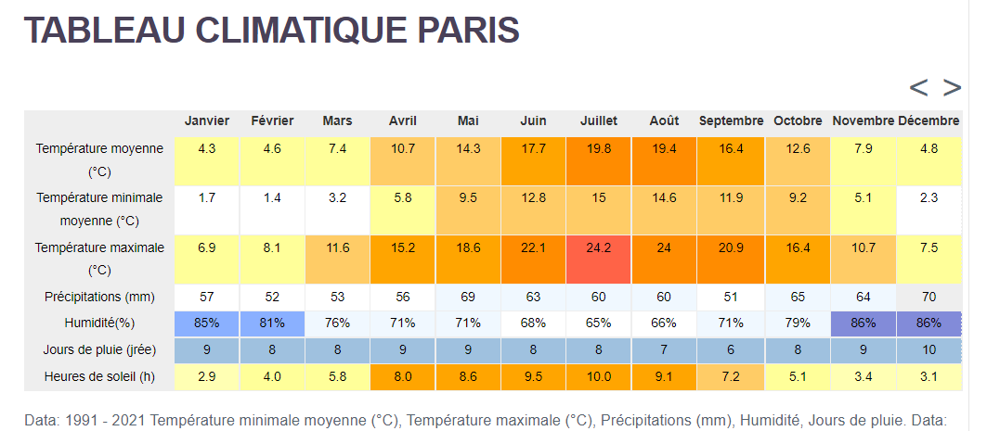 TABLEAU CLIMATIQUE PARIS
< >
Janvier Février Mars Avril Mai Juin Juillet Août Septembre Octobre Novembre Décembre
Température moyenne (°C) 4.3 4.6 7.4 10.7 14.3 17.7 19.8 19.4 16.4 12.6 7.9 4.8
Température minimale moyenne (°C) 1.7 1.4 3.2 5.8 9.5 12.8 15 14.6 11.9 9.2 5.1 2.3
Température maximale (°C) 6.9 8.1 11.6 15.2 18.6 22.1 24.2 24 20.9 16.4 10.7 7.5
Précipitations (mm) 57 52 53 56 69 63 60 60 51 65 64 70
Humidité(%) 85% 81% 76% 71% 71% 68% 65% 66% 71% 79% 86% 86%
Jours de pluie (jrée) 9 8 8 9 9 8 8 7 6 8 9 10
Heures de soleil (h) 2.9 4.0 5.8 8.0 8.6 9.5 10.0 9.1 7.2 5.1 3.4 3.1
Data: 1991 - 2021 Température minimale moyenne (°C), Température maximale (°C), Précipitations (mm), Humidité, Jours de pluie. Data: